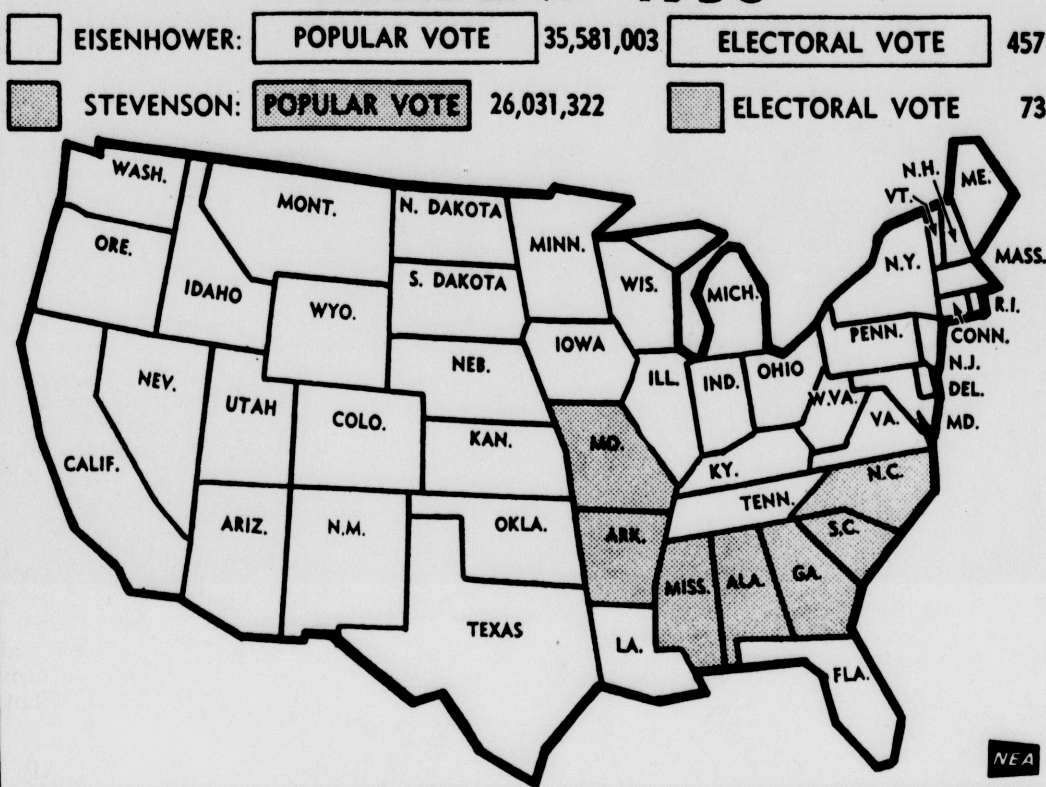 EISENHOWER: POPULAR VOTE 35,581,003 ELECTORAL VOTE 457
STEVENSON: POPULAR VOTE 26,031,322 ELECTORAL VOTE 73
WASH.
MONT.
N. DAKOTA
MINN.
N.H.
VT.
ME.
ORE.
IDAHO
WYO.
S. DAKOTA
WIS.
MICH.
N.Y.
MASS.
R.I.
CONN.
PENN.
N.J.
DEL.
MD.
NEV.
UTAH
COLO.
NEB.
IOWA
ILL.
IND.
OHIO
W.VA.
VA.
CALIF.
KAN.
MO.
KY.
N.C.
TENN.
ARIZ.
N.M.
OKLA.
ARK.
S.C.
MISS.
ALA.
GA.
TEXAS
LA.
FLA.
NEA